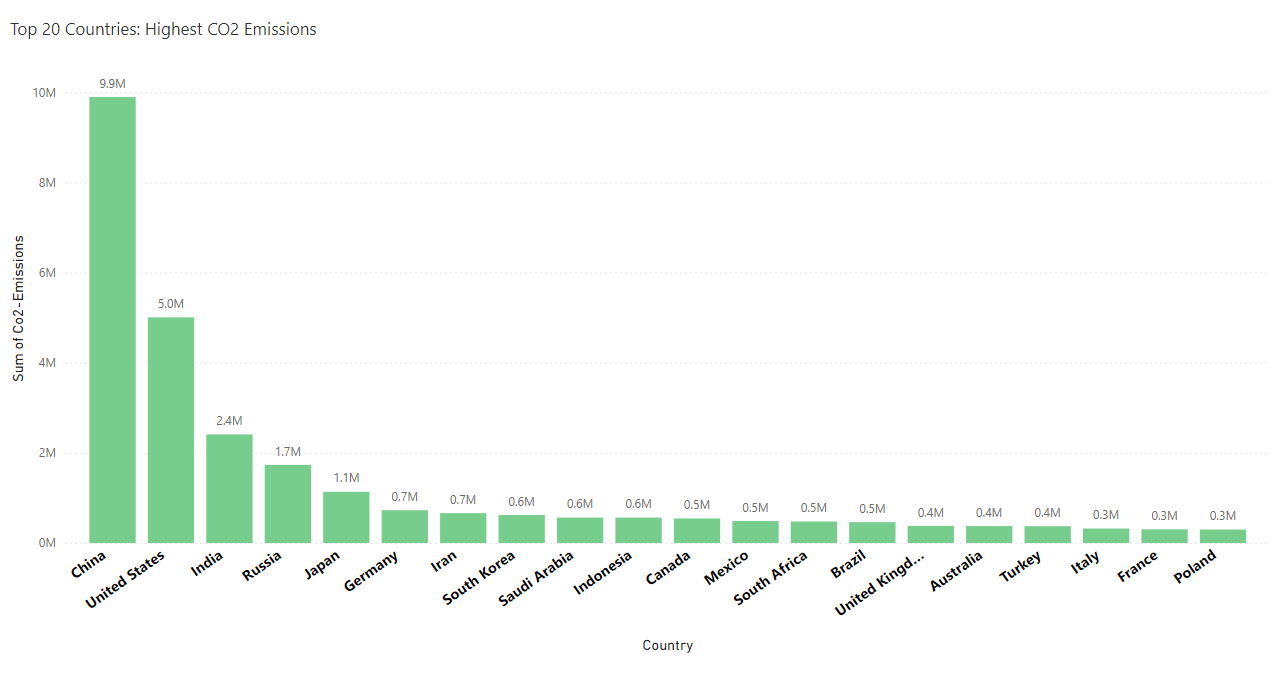 Top 20 Countries: Highest CO2 Emissions
Sum of Co2-Emissions
10M
8M
6M
4M
2M
0M
9.9M
5.0M
2.4M
1.7M
1.1M
0.7M
0.7M
0.6M
0.6M
0.6M
0.5M
0.5M
0.5M
0.5M
0.4M
0.4M
0.4M
0.3M
0.3M
0.3M
China
United States
India
Russia
Japan
Germany
Iran
South Korea
Saudi Arabia
Indonesia
Canada
Mexico
South Africa
Brazil
United Kingd...
Australia
Turkey
Italy
France
Poland
Country